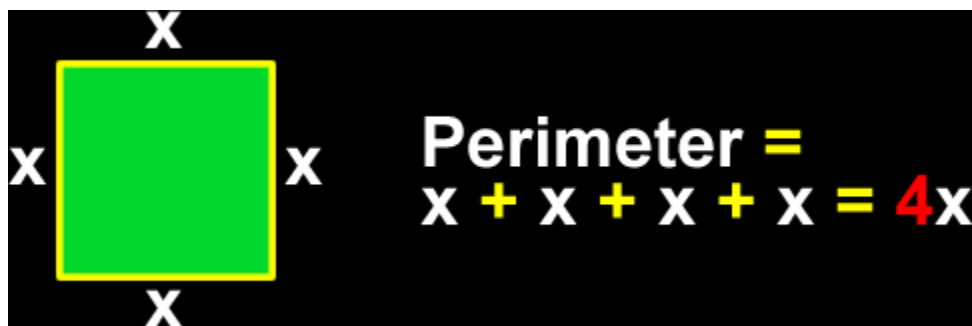 x
x
x
x
Perimeter =
x + x + x + x = 4x